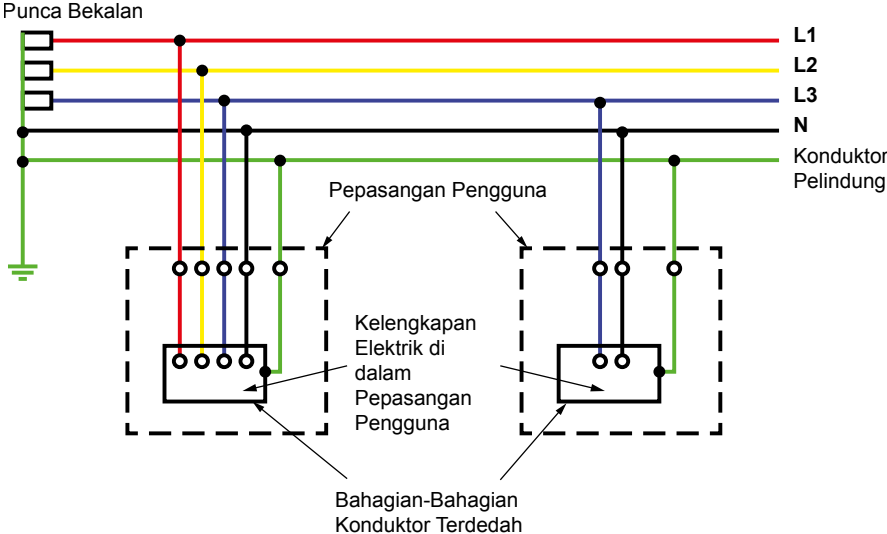 Punca Bekalan
L1
L2
L3
N
Konduktor
Pelindung
Pepasangan Pengguna
Kelengkapan
Elektrik di
dalam
Pepasangan
Pengguna
Bahagian-Bahagian
Konduktor Terdedah